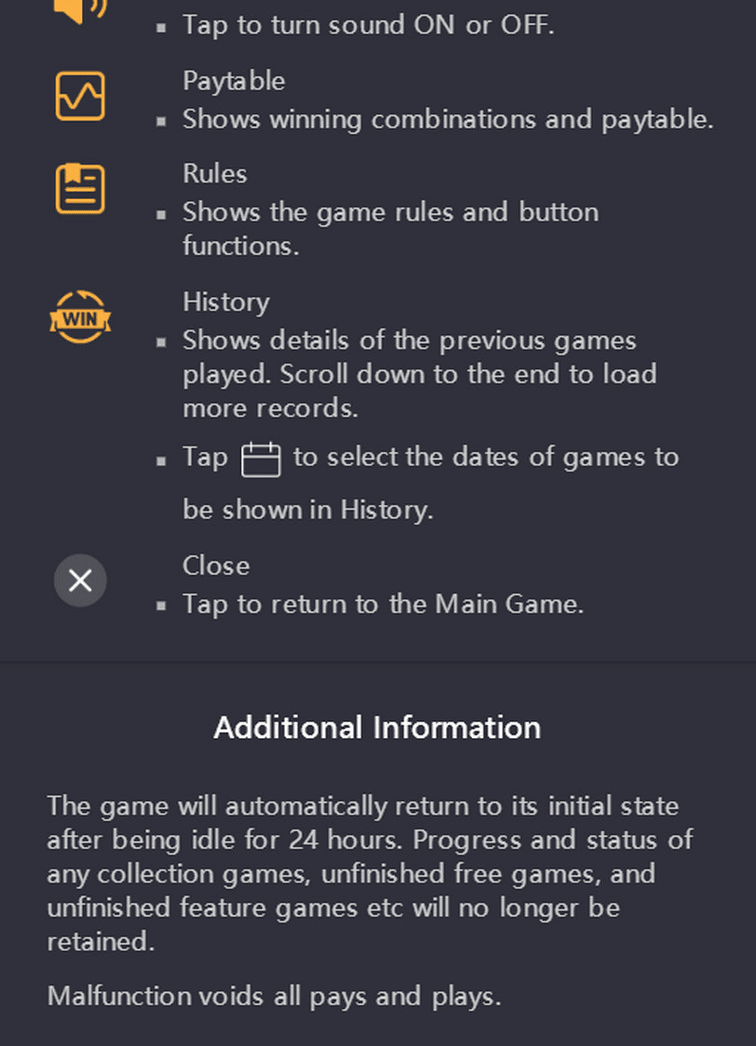 Tap to turn sound ON or OFF.
Paytable
Shows winning combinations and paytable.
Rules
Shows the game rules and button
functions.
WIN
History
Shows details of the previous games
played. Scroll down to the end to load
more records.
Tap to select the dates of games to
be shown in History.
Close
Tap to return to the Main Game.
Additional Information
The game will automatically return to its initial state
after being idle for 24 hours. Progress and status of
any collection games, unfinished free games, and
unfinished feature games etc will no longer be
retained.
Malfunction voids all pays and plays.